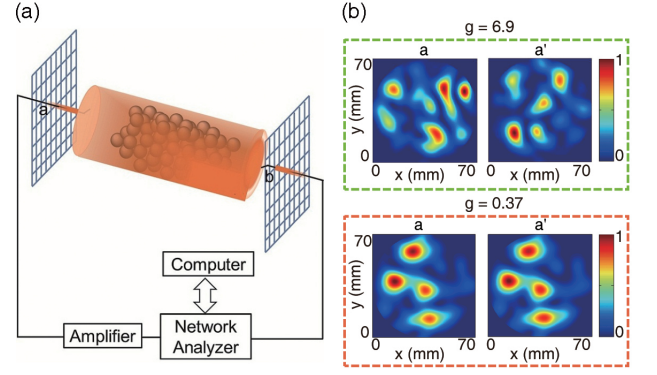 (a)
a
b
Computer
Amplifier
Network
Analyzer
(b)
g = 6.9
a
a'
70
y (mm)
0
0
70
0
70
x (mm)
x (mm)
1
0
g = 0.37
a
a'
70
y (mm)
0
0
70
0
70
x (mm)
x (mm)
1
0